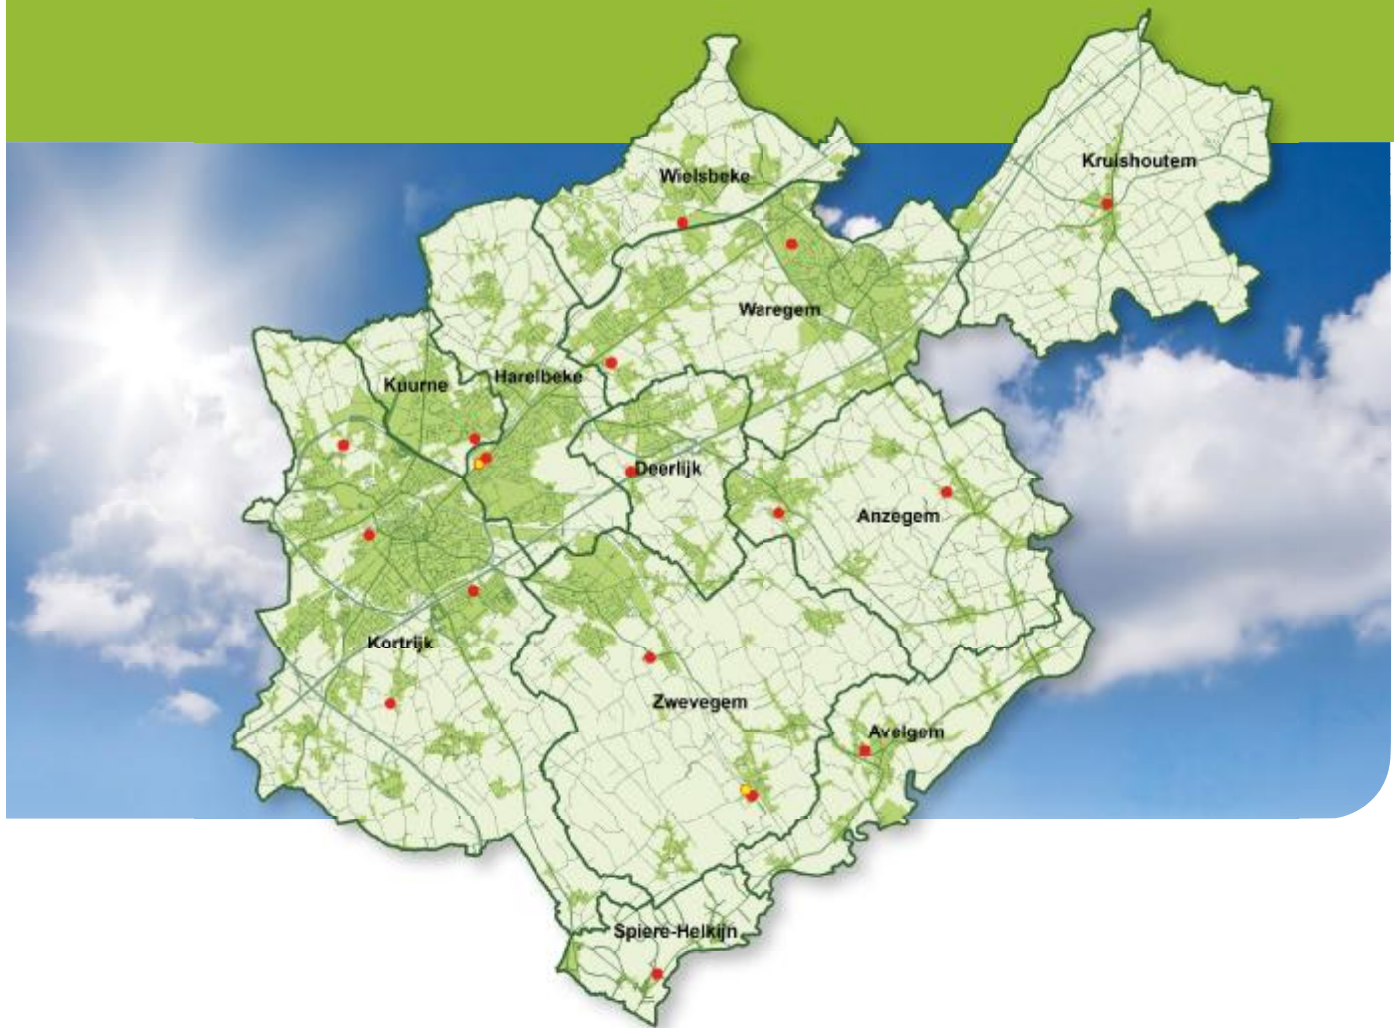 Kruishoutem
Wielsbeke
Waregem
Harelbeke
Kuurne
Deerlijk
Anzegem
Kortrijk
Zwevegem
Avelgem
Spiere-Helkijn